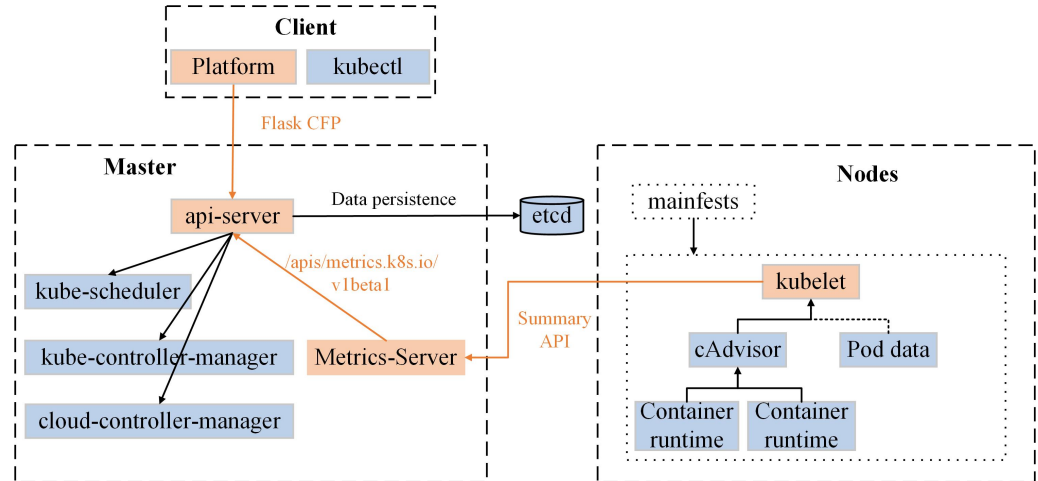 Client
Platform
kubectl
Flask CFP
Master
api-server
Data persistence
etcd
/apis/metrics.k8s.io/
v1beta1
kube-scheduler
kube-controller-manager
Metrics-Server
cloud-controller-manager
Summary
API
Nodes
mainfests
kubelet
cAdvisor
Pod data
Container
runtime
Container
runtime